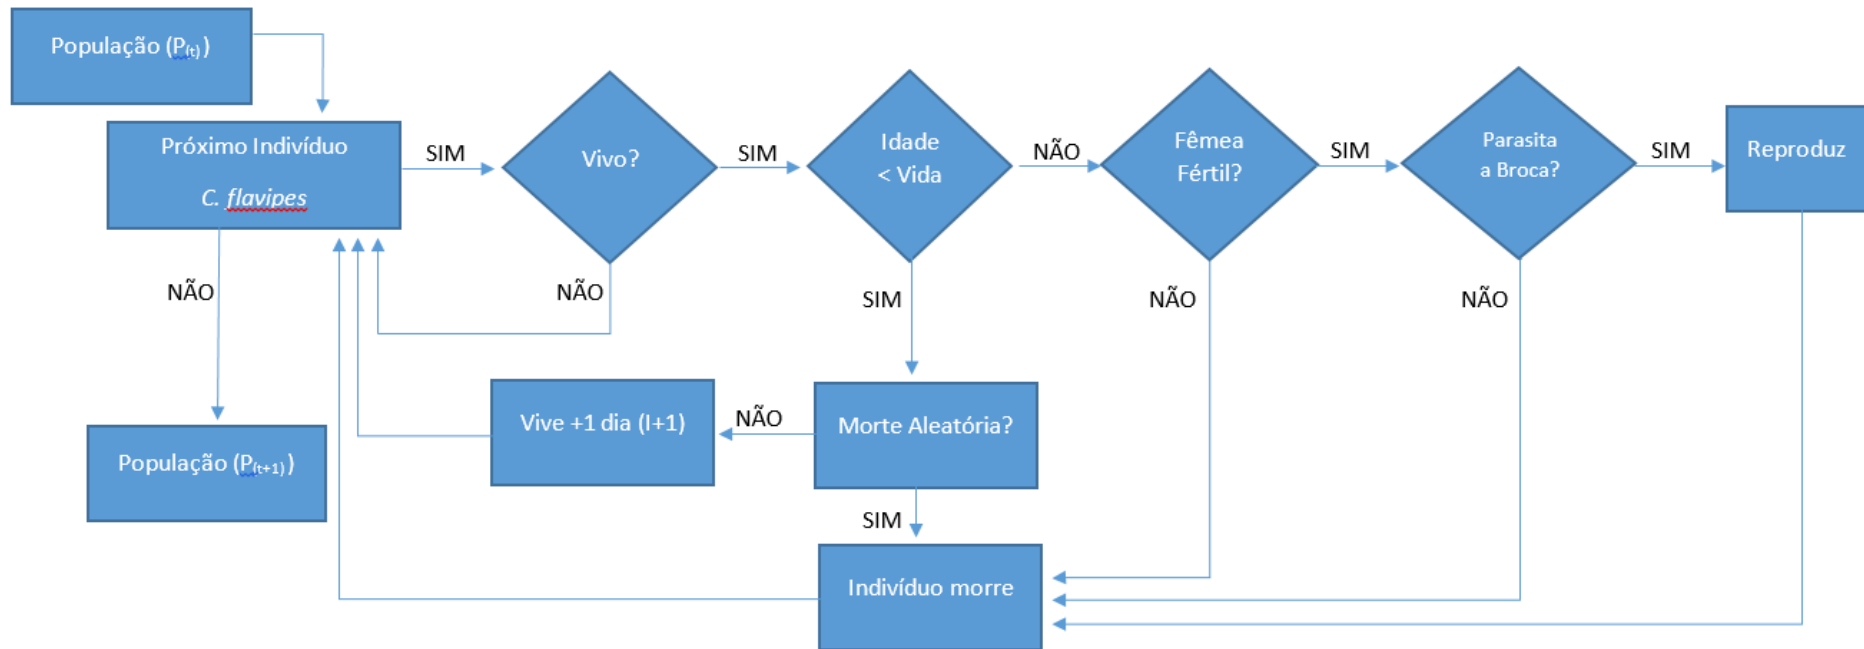 População (P(t))
Próximo Indivíduo
C. flavipes
SIM
Vivo?
SIM
Idade
< Vida
NÃO
Fêmea
Fértil?
SIM
Parasita
a Broca?
SIM
Reproduz
NÃO
NÃO
SIM
NÃO
NÃO
População (P(t+1))
Vive +1 dia (I+1)
NÃO
Morte Aleatória?
SIM
Indivíduo morre